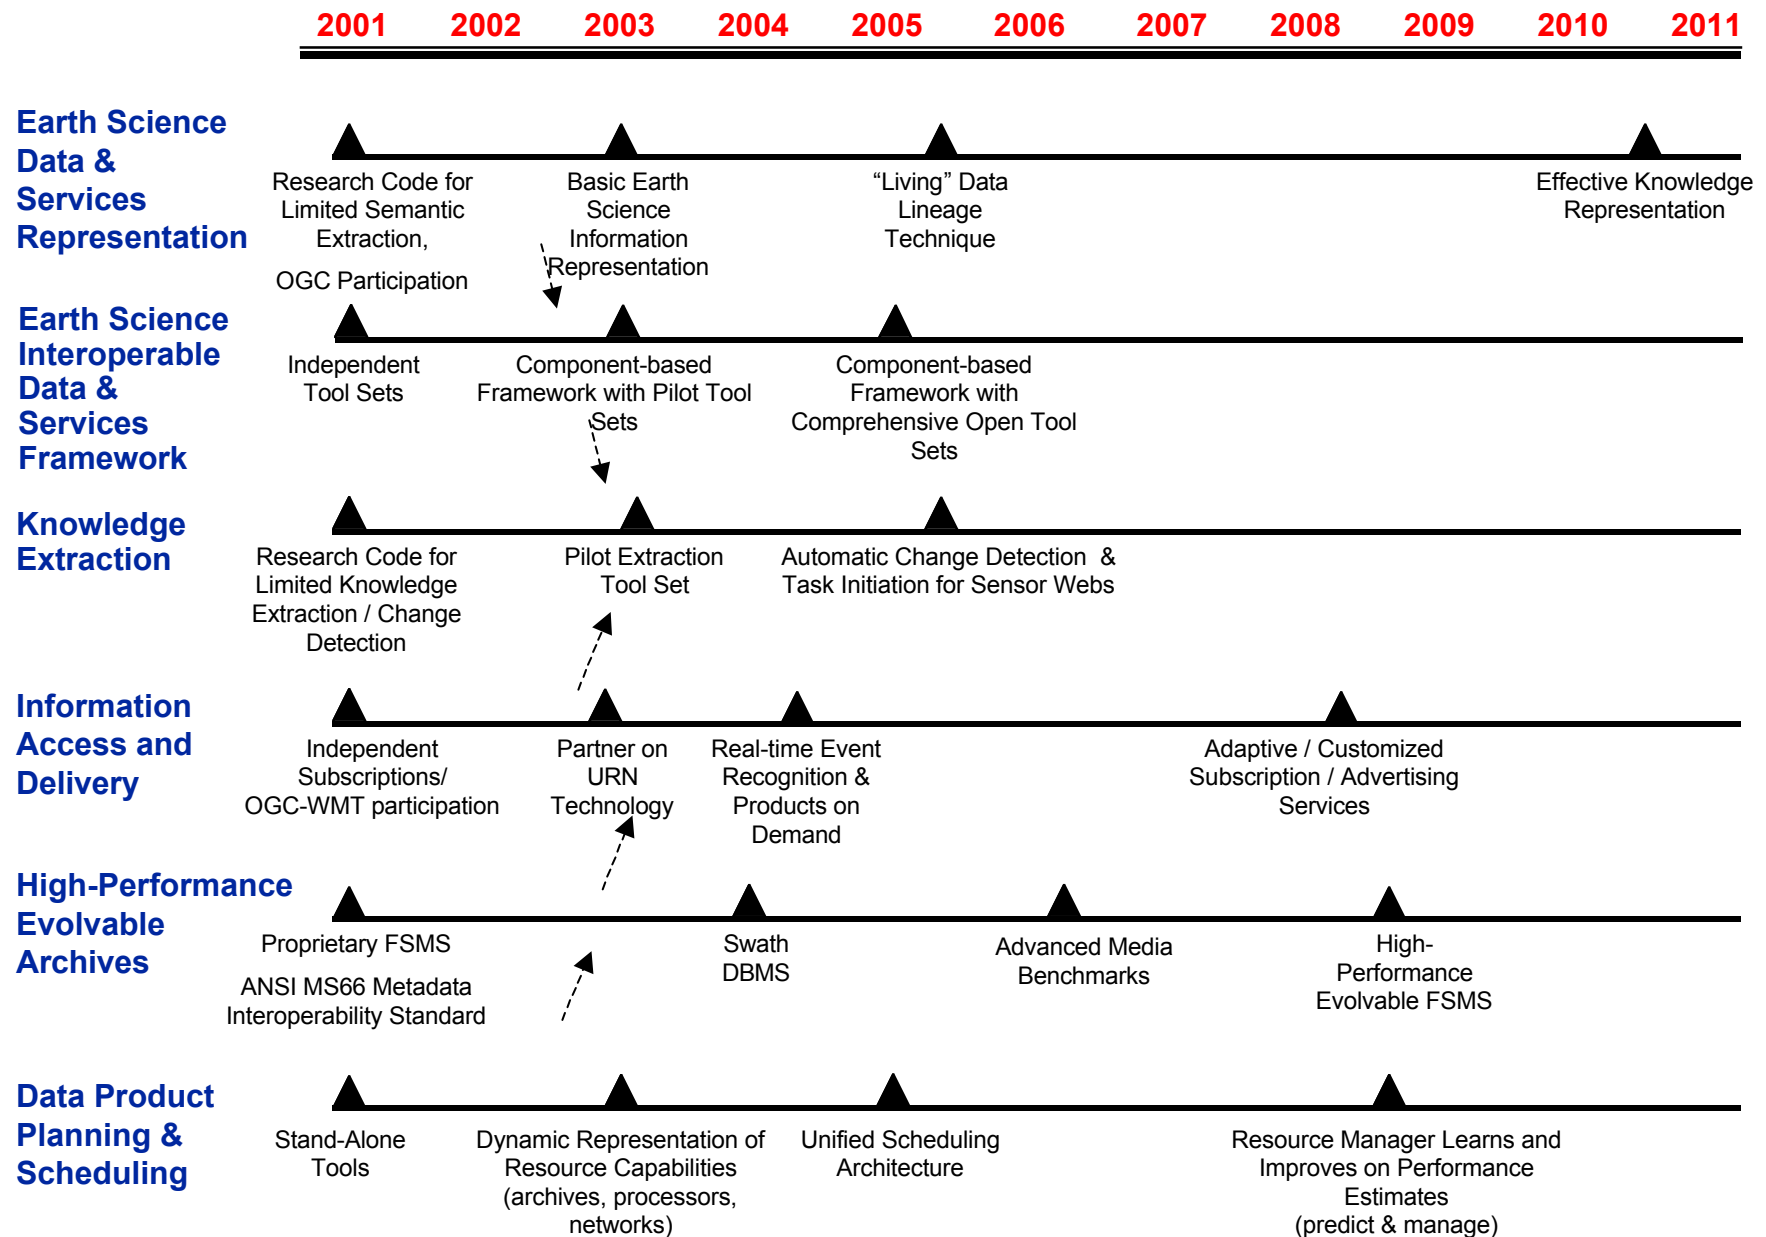 2001 2002 2003 2004 2005 2006 2007 2008 2009 2010 2011
Earth Science
Data &
Services
Representation
Research Code for
Limited Semantic
Extraction,
OGC Participation
Basic Earth
Science
Information
Representation
“Living” Data
Lineage
Technique
Effective Knowledge
Representation
Earth Science
Interoperable
Data &
Services
Framework
Independent
Tool Sets
Component-based
Framework with Pilot Tool
Sets
Component-based
Framework with
Comprehensive Open Tool
Sets
Knowledge
Extraction
Research Code for
Limited Knowledge
Extraction / Change
Detection
Pilot Extraction
Tool Set
Automatic Change Detection &
Task Initiation for Sensor Webs
Information
Access and
Delivery
Independent
Subscriptions/
OGC-WMT participation
Partner on
URN
Technology
Real-time Event
Recognition &
Products on
Demand
Adaptive / Customized
Subscription / Advertising
Services
High-Performance
Evolvable
Archives
Proprietary FSMS
ANSI MS66 Metadata
Interoperability Standard
Swath
DBMS
Advanced Media
Benchmarks
High-
Performance
Evolvable FSMS
Data Product
Planning &
Scheduling
Stand-Alone
Tools
Dynamic Representation of
Resource Capabilities
(archives, processors,
networks)
Unified Scheduling
Architecture
Resource Manager Learns and
Improves on Performance
Estimates
(predict & manage)